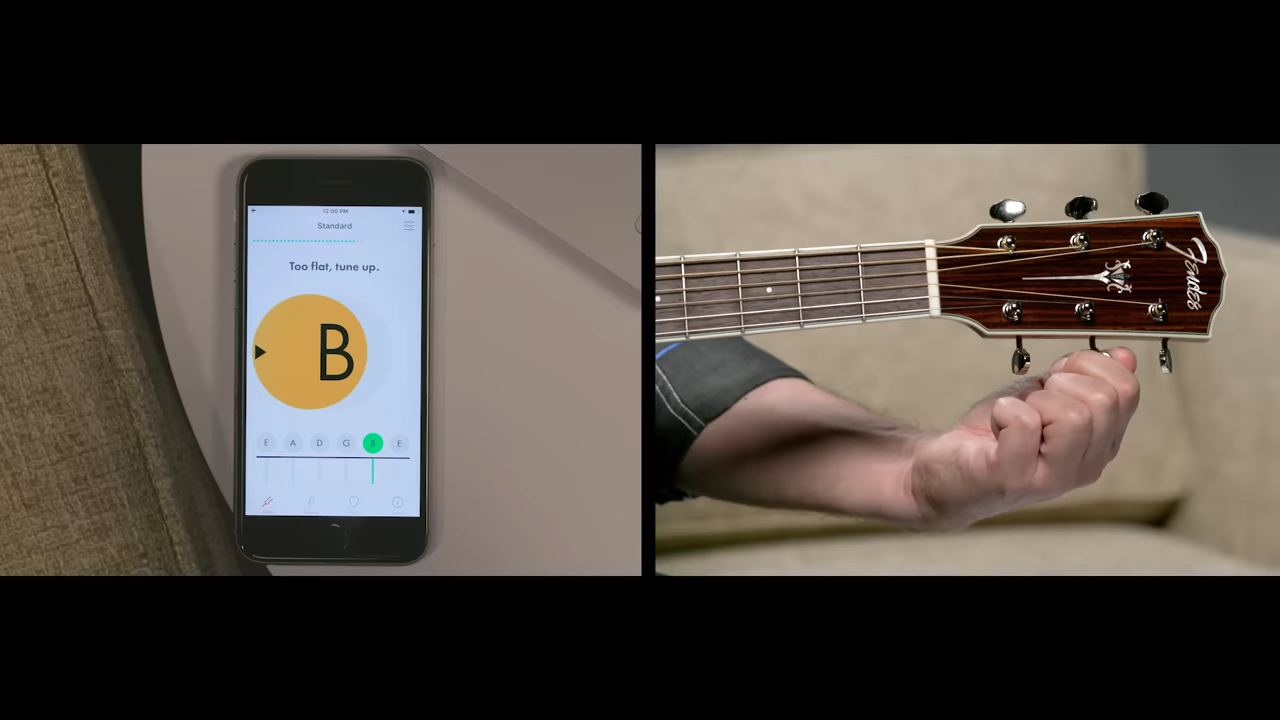 12:00 PM
Standard
Too flat, tune up.
B
E A D G B E
Fender